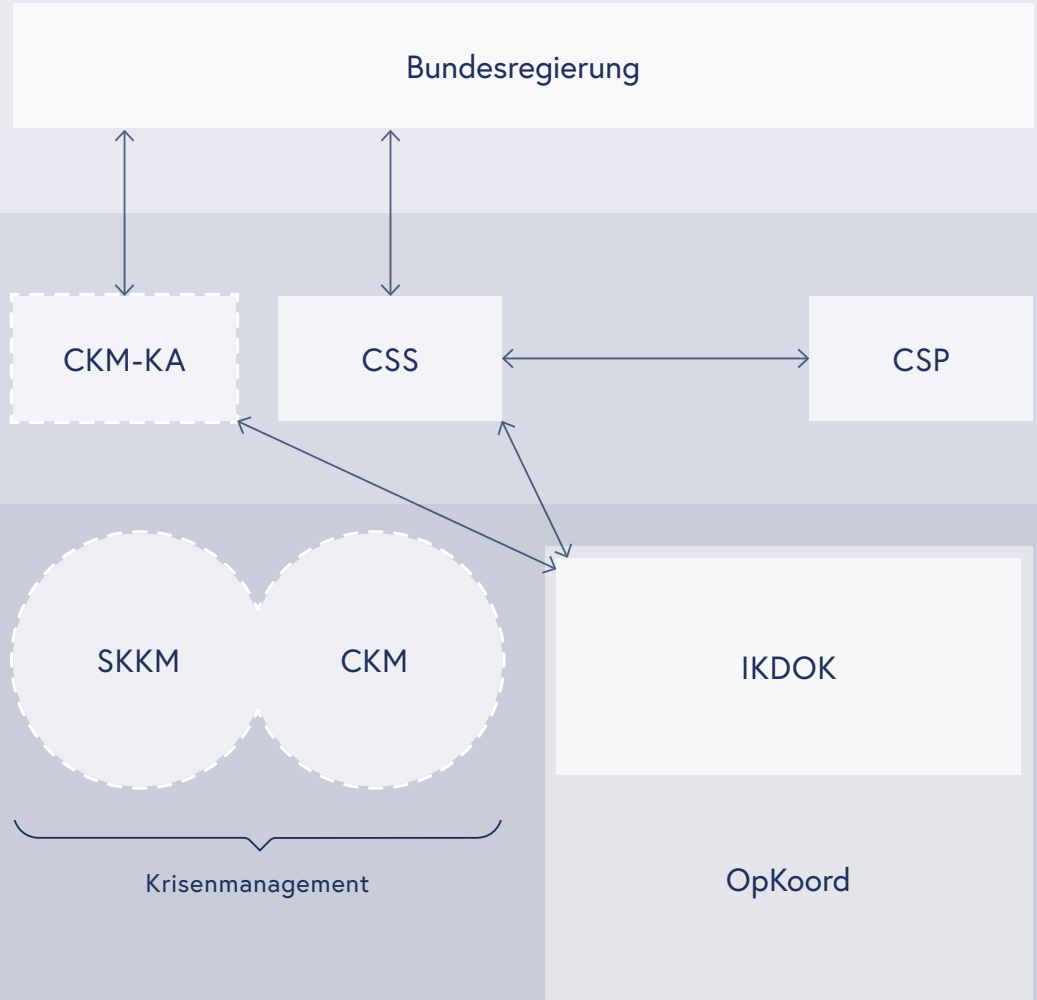 Bundesregierung
CKM-KA
CSS
CSP
SKKM
CKM
IKDOK
Krisenmanagement
OpKoord